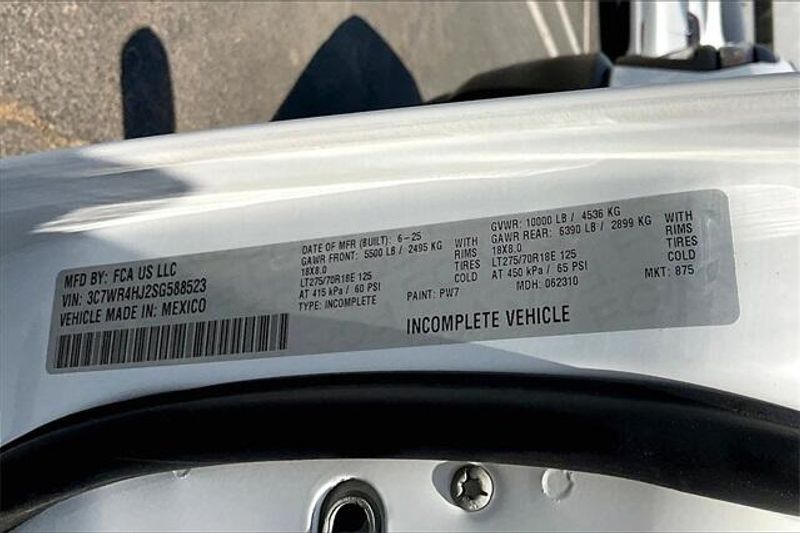 MFD BY: FCA US LLC
VIN: 3C7WR4HJ2SG588523
VEHICLE MADE IN: MEXICO
DATE OF MFR (BUILT): 6-25
GAWR FRONT: 5500 LB / 2495 KG
18X8.0
LT275/70R18E 125
AT 415 kPa / 60 PSI
TYPE: INCOMPLETE
WITH
RIMS
TIRES
COLD
PAINT: PW7
GVWR: 10000 LB / 4536 KG
GAWR REAR: 6390 LB / 2899 KG
18X8.0
LT275/70R18E 125
AT 450 kPa / 65 PSI
MDH: 062310
WITH
RIMS
TIRES
COLD
MKT: 875
INCOMPLETE VEHICLE